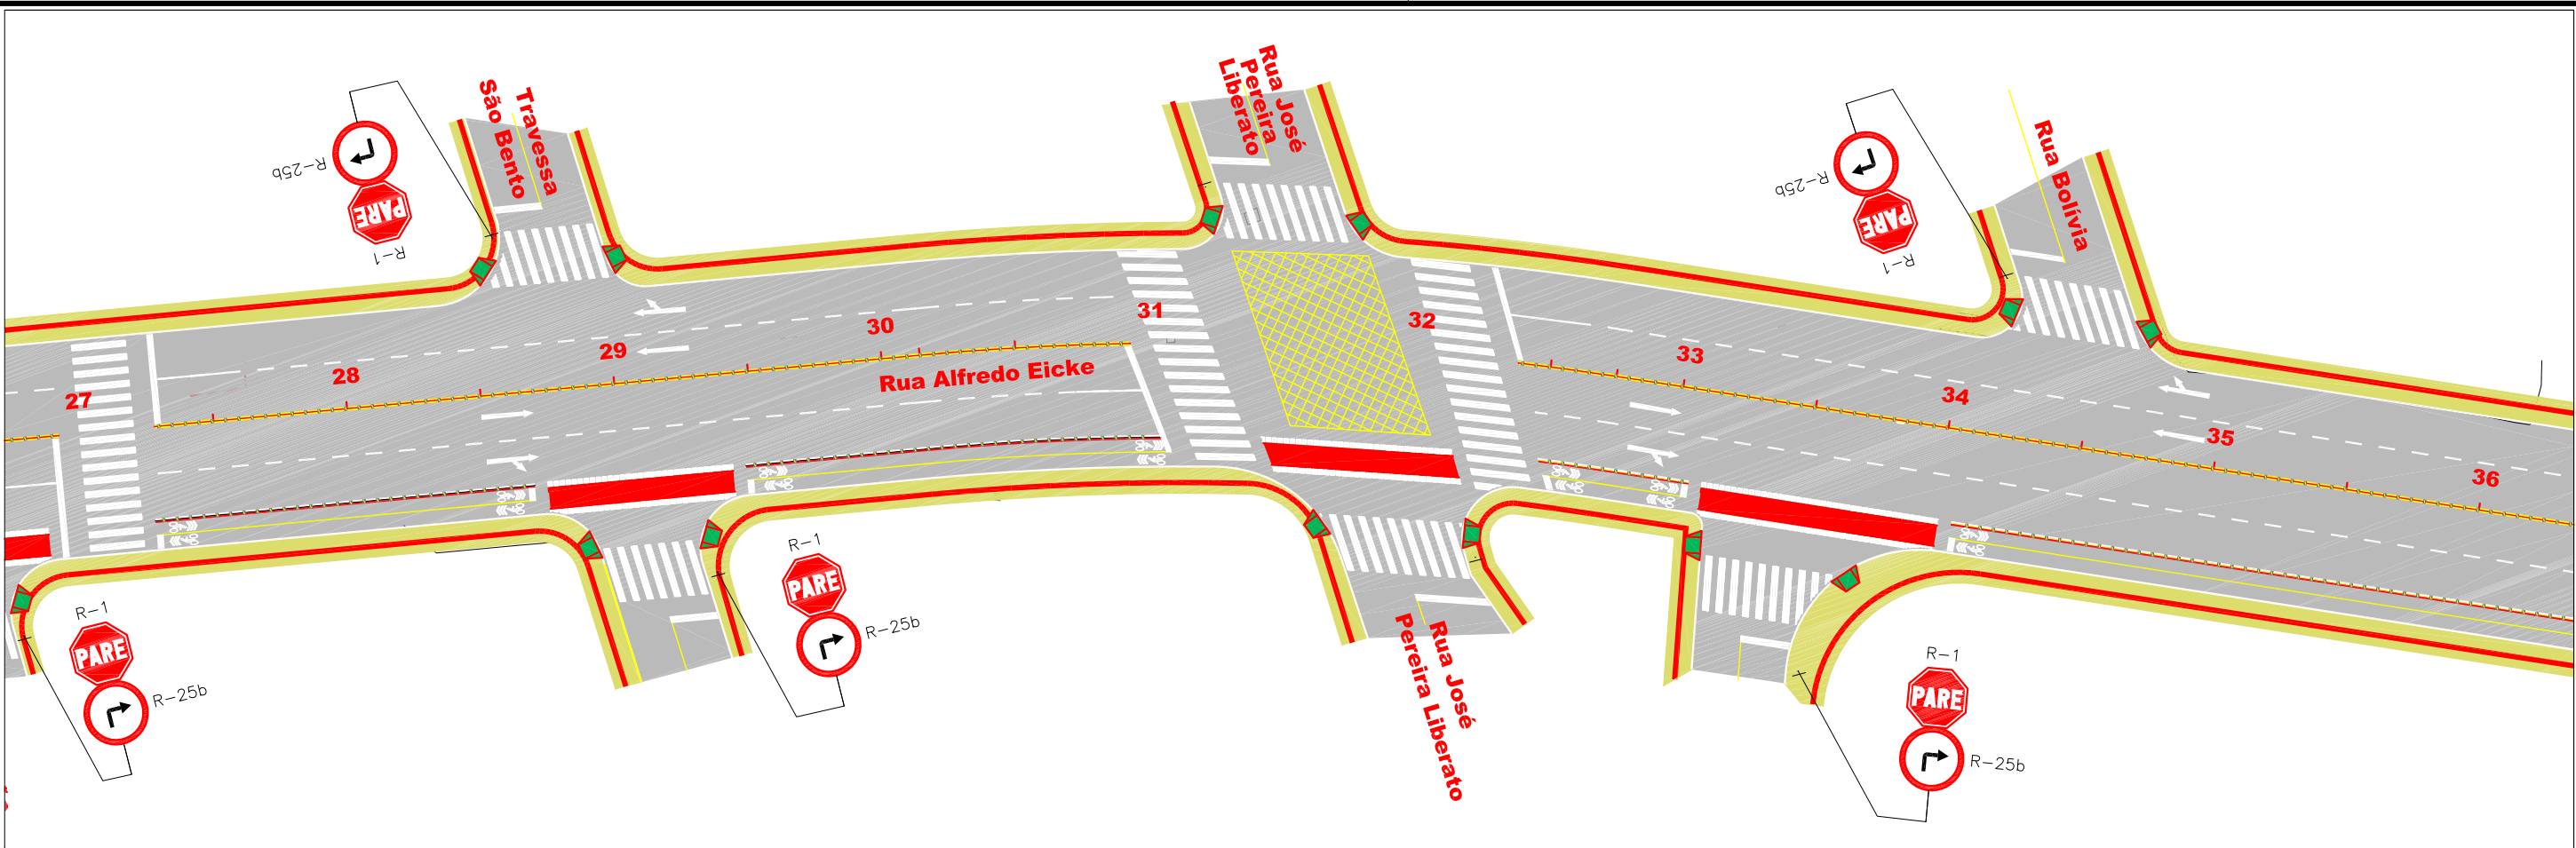 Travessa
São Bento
Rua José
Pereira
Liberato
Rua Bolívia
R-25b
PARE
R-1
R-25b
PARE
R-1
27
28
29
30
31
32
33
34
35
36
Rua Alfredo Eicke
R-1
PARE
R-25b
R-1
PARE
R-25b
Rua José
Pereira Liberato
R-1
PARE
R-25b